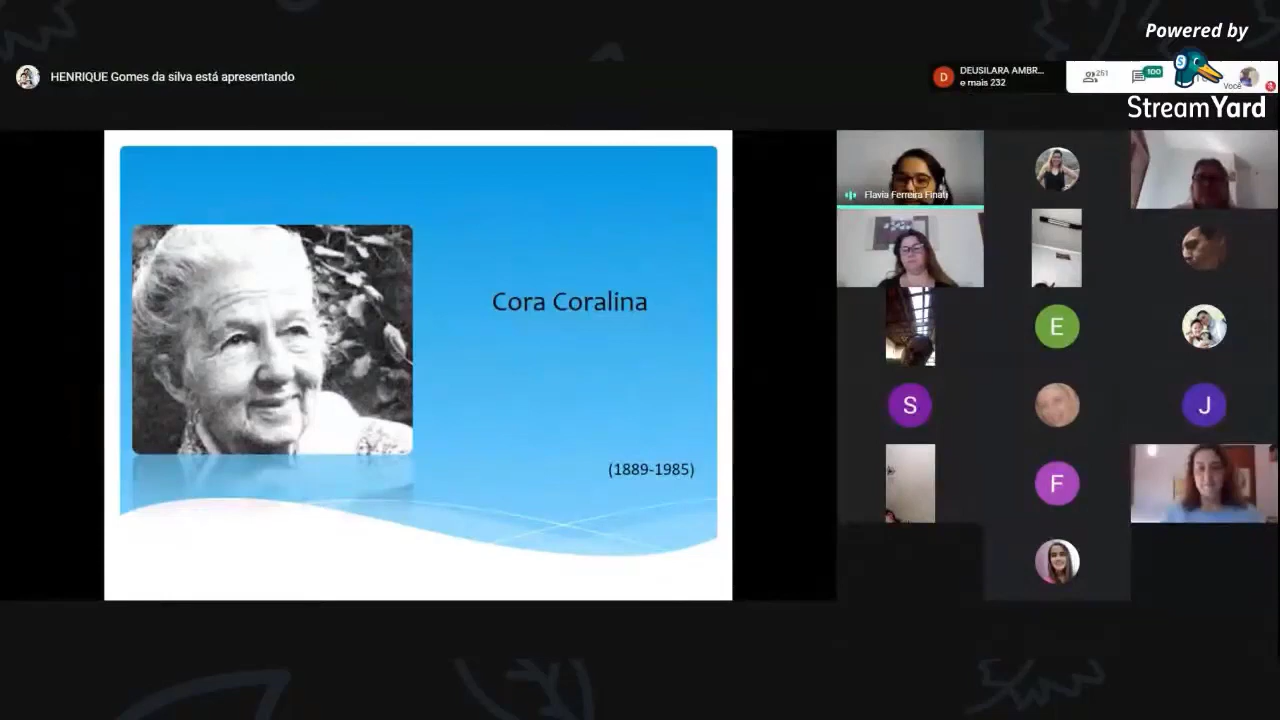 Powered by
StreamYard
HENRIQUE Gomes da silva está apresentando
DEUSILARA AMBR...
e mais 232
D
251
100
Você
Cora Coralina
(1889-1985)
Flavia Ferreira Finati
E
S
J
F